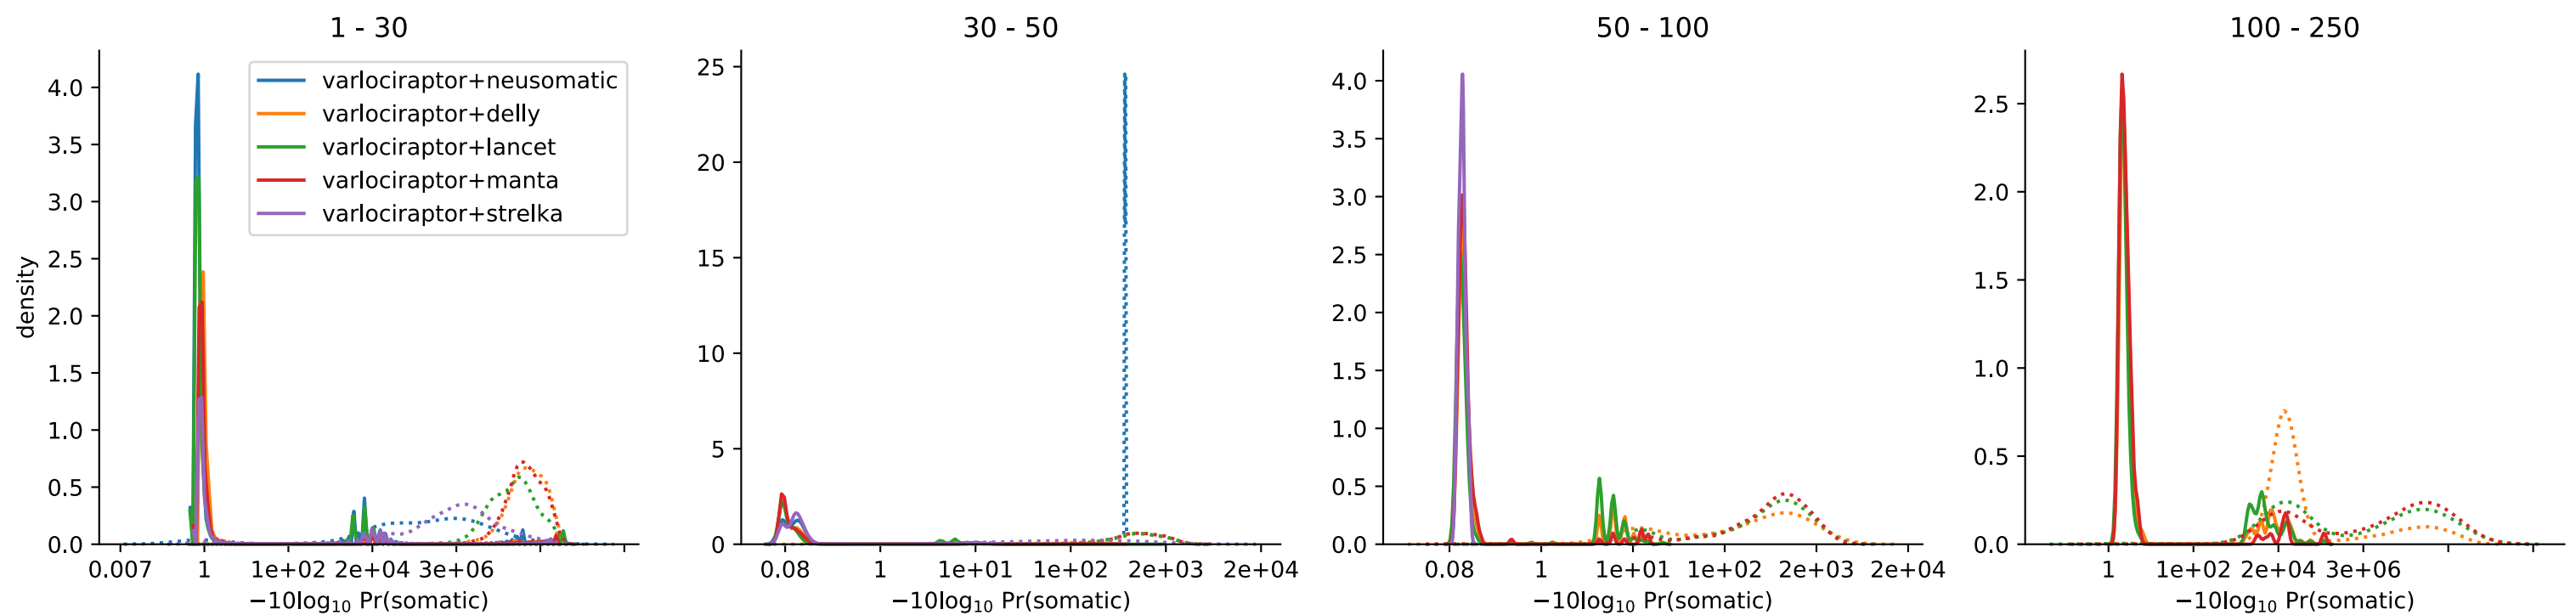 1 - 30
30 - 50
50 - 100
100 - 250
varlociraptor+neusomatic
varlociraptor+delly
varlociraptor+lancet
varlociraptor+manta
varlociraptor+strelka
density
4.0
3.5
3.0
2.5
2.0
1.5
1.0
0.5
0.0
0.007 1 1e+02 2e+04 3e+06
−10log₁₀ Pr(somatic)
25
20
15
10
5
0
0.08 1 1e+01 1e+02 2e+03 2e+04
−10log₁₀ Pr(somatic)
4.0
3.5
3.0
2.5
2.0
1.5
1.0
0.5
0.0
0.08 1 1e+01 1e+02 2e+03 2e+04
−10log₁₀ Pr(somatic)
2.5
2.0
1.5
1.0
0.5
0.0
1 1e+02 2e+04 3e+06
−10log₁₀ Pr(somatic)